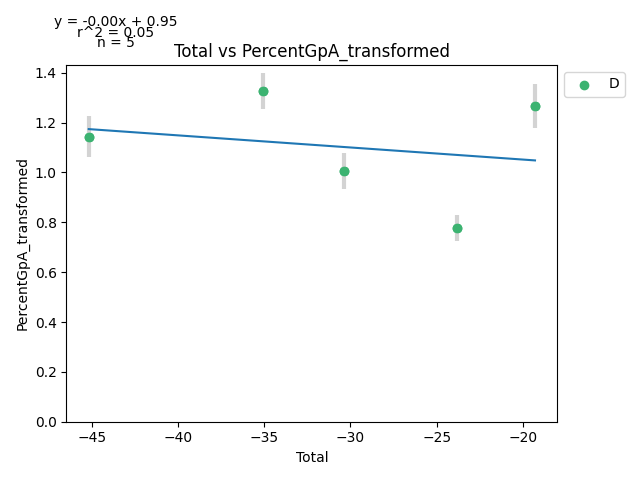 y = -0.00x + 0.95
r^2 = 0.05
n = 5
Total vs PercentGpA_transformed
D
PercentGpA_transformed
1.4
1.2
1.0
0.8
0.6
0.4
0.2
0.0
−45
−40
−35
−30
−25
−20
Total